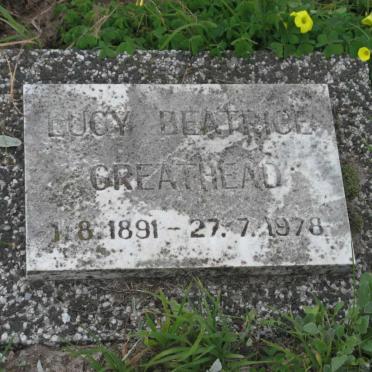 LUCY BEATRICE
GREATHEAD
1.8.1891 - 27.7.1978